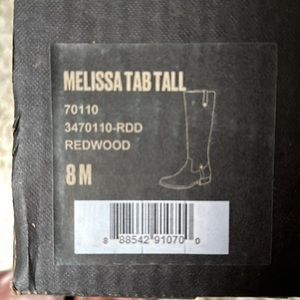 MELISSA TAB TALL
70110
3470110-RDD
REDWOOD
8 M
8 88542 91070 0